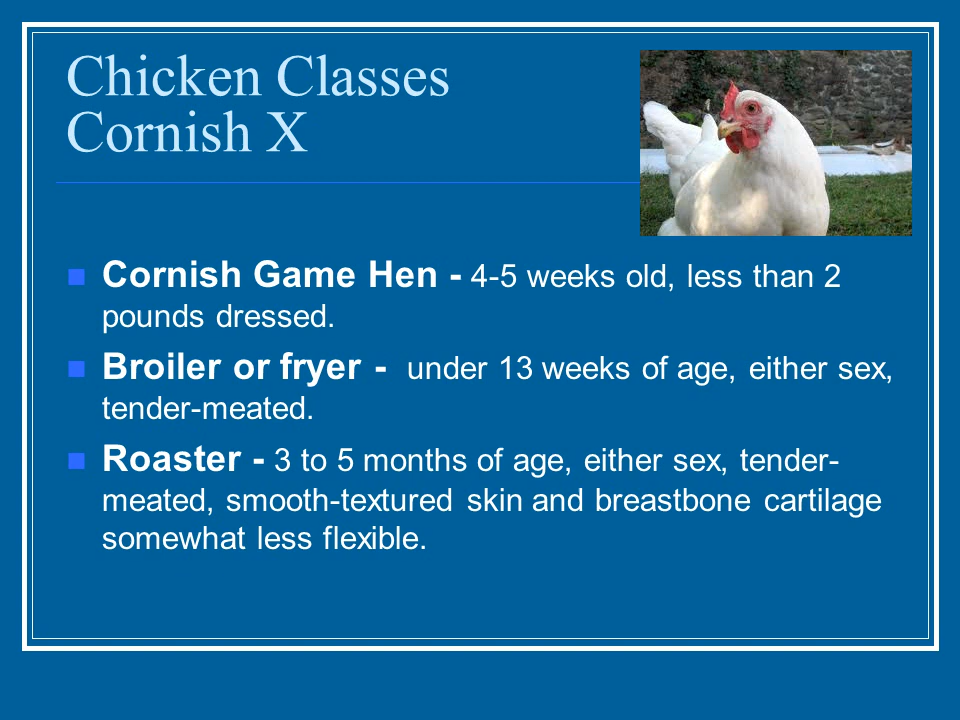 Chicken Classes
Cornish X
Cornish Game Hen - 4-5 weeks old, less than 2
pounds dressed.
Broiler or fryer - under 13 weeks of age, either sex,
tender-meated.
Roaster - 3 to 5 months of age, either sex, tender-
meated, smooth-textured skin and breastbone cartilage
somewhat less flexible.